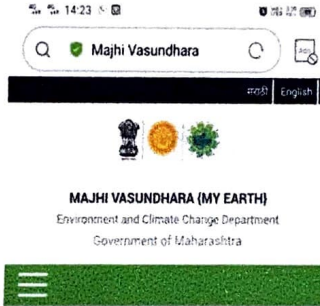 14:23
Majhi Vasundhara
मराठी English
MAJHI VASUNDHARA (MY EARTH)
Environment and Climate Change Department
Government of Maharashtra